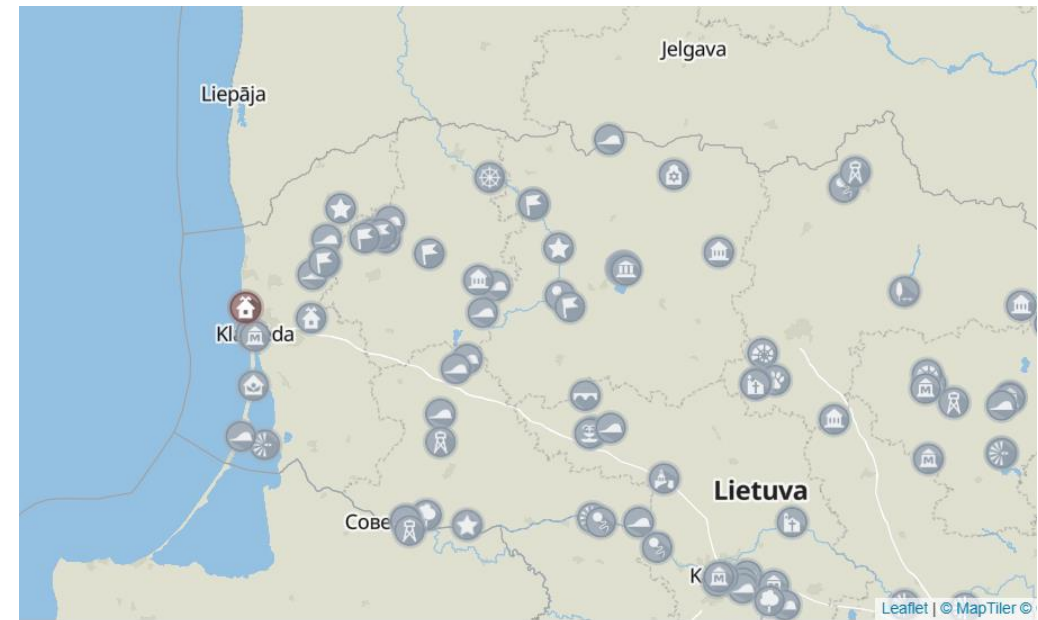 Jelgava
Liepāja
Kl da
Lietuva
Сове
K
Leaflet | © MapTiler ©